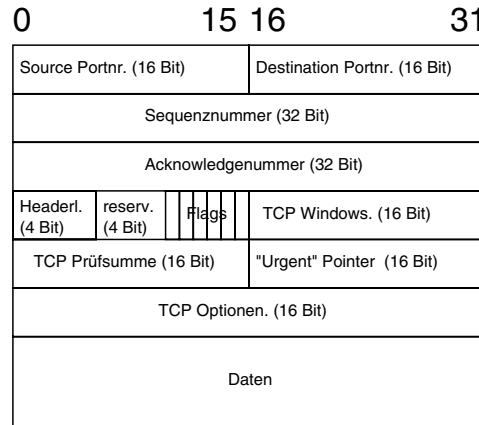 0 15 16 31
Source Portnr. (16 Bit) Destination Portnr. (16 Bit)
Sequenznummer (32 Bit)
Acknowledgenummer (32 Bit)
Headerl. reserv. Flags TCP Windows. (16 Bit)
(4 Bit) (4 Bit)
TCP Prüfsumme (16 Bit) "Urgent" Pointer (16 Bit)
TCP Optionen. (16 Bit)
Daten